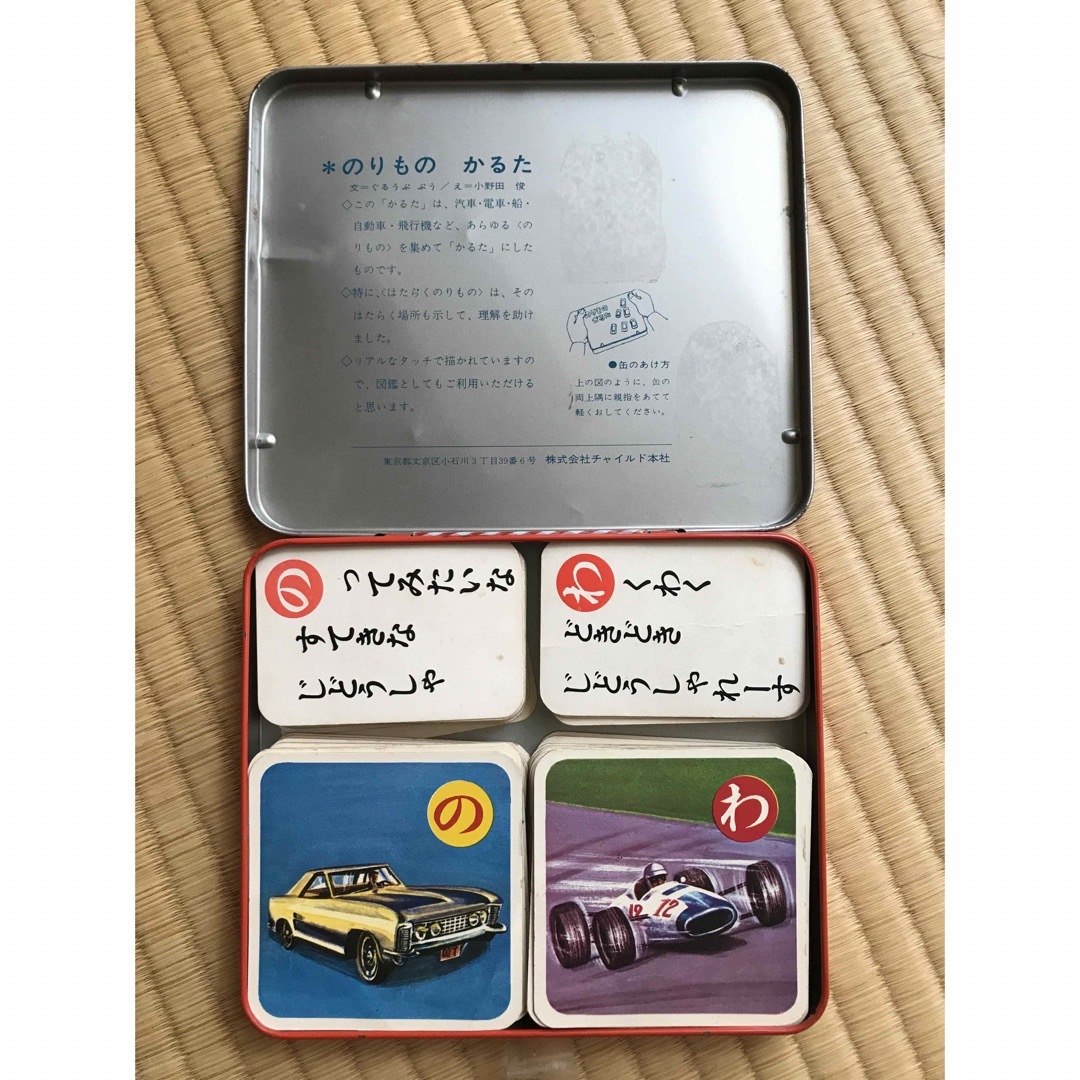 ＊のりもの　かるた
文＝ぐるうぷ ぷう／え＝小野田　俊
◇この「かるた」は、汽車・電車・船・
自動車・飛行機など、あらゆる〈の
りもの〉を集めて「かるた」にした
ものです。
◇特に、〈はたらくのりもの〉は、その
はたらく場所も示して、理解を助け
ました。
◇リアルなタッチで描かれていますの
で、図鑑としてもご利用いただける
と思います。
のりもの
かるた
●缶のあけ方
上の図のように、缶の
両上隅に親指をあてて
軽くおしてください。
東京都文京区小石川3丁目39番6号　株式会社チャイルド本社
の ってみたいな
すてきな
じどうしゃ
わ くわく
どきどき
じどうしゃれーす
の
わ
12
12